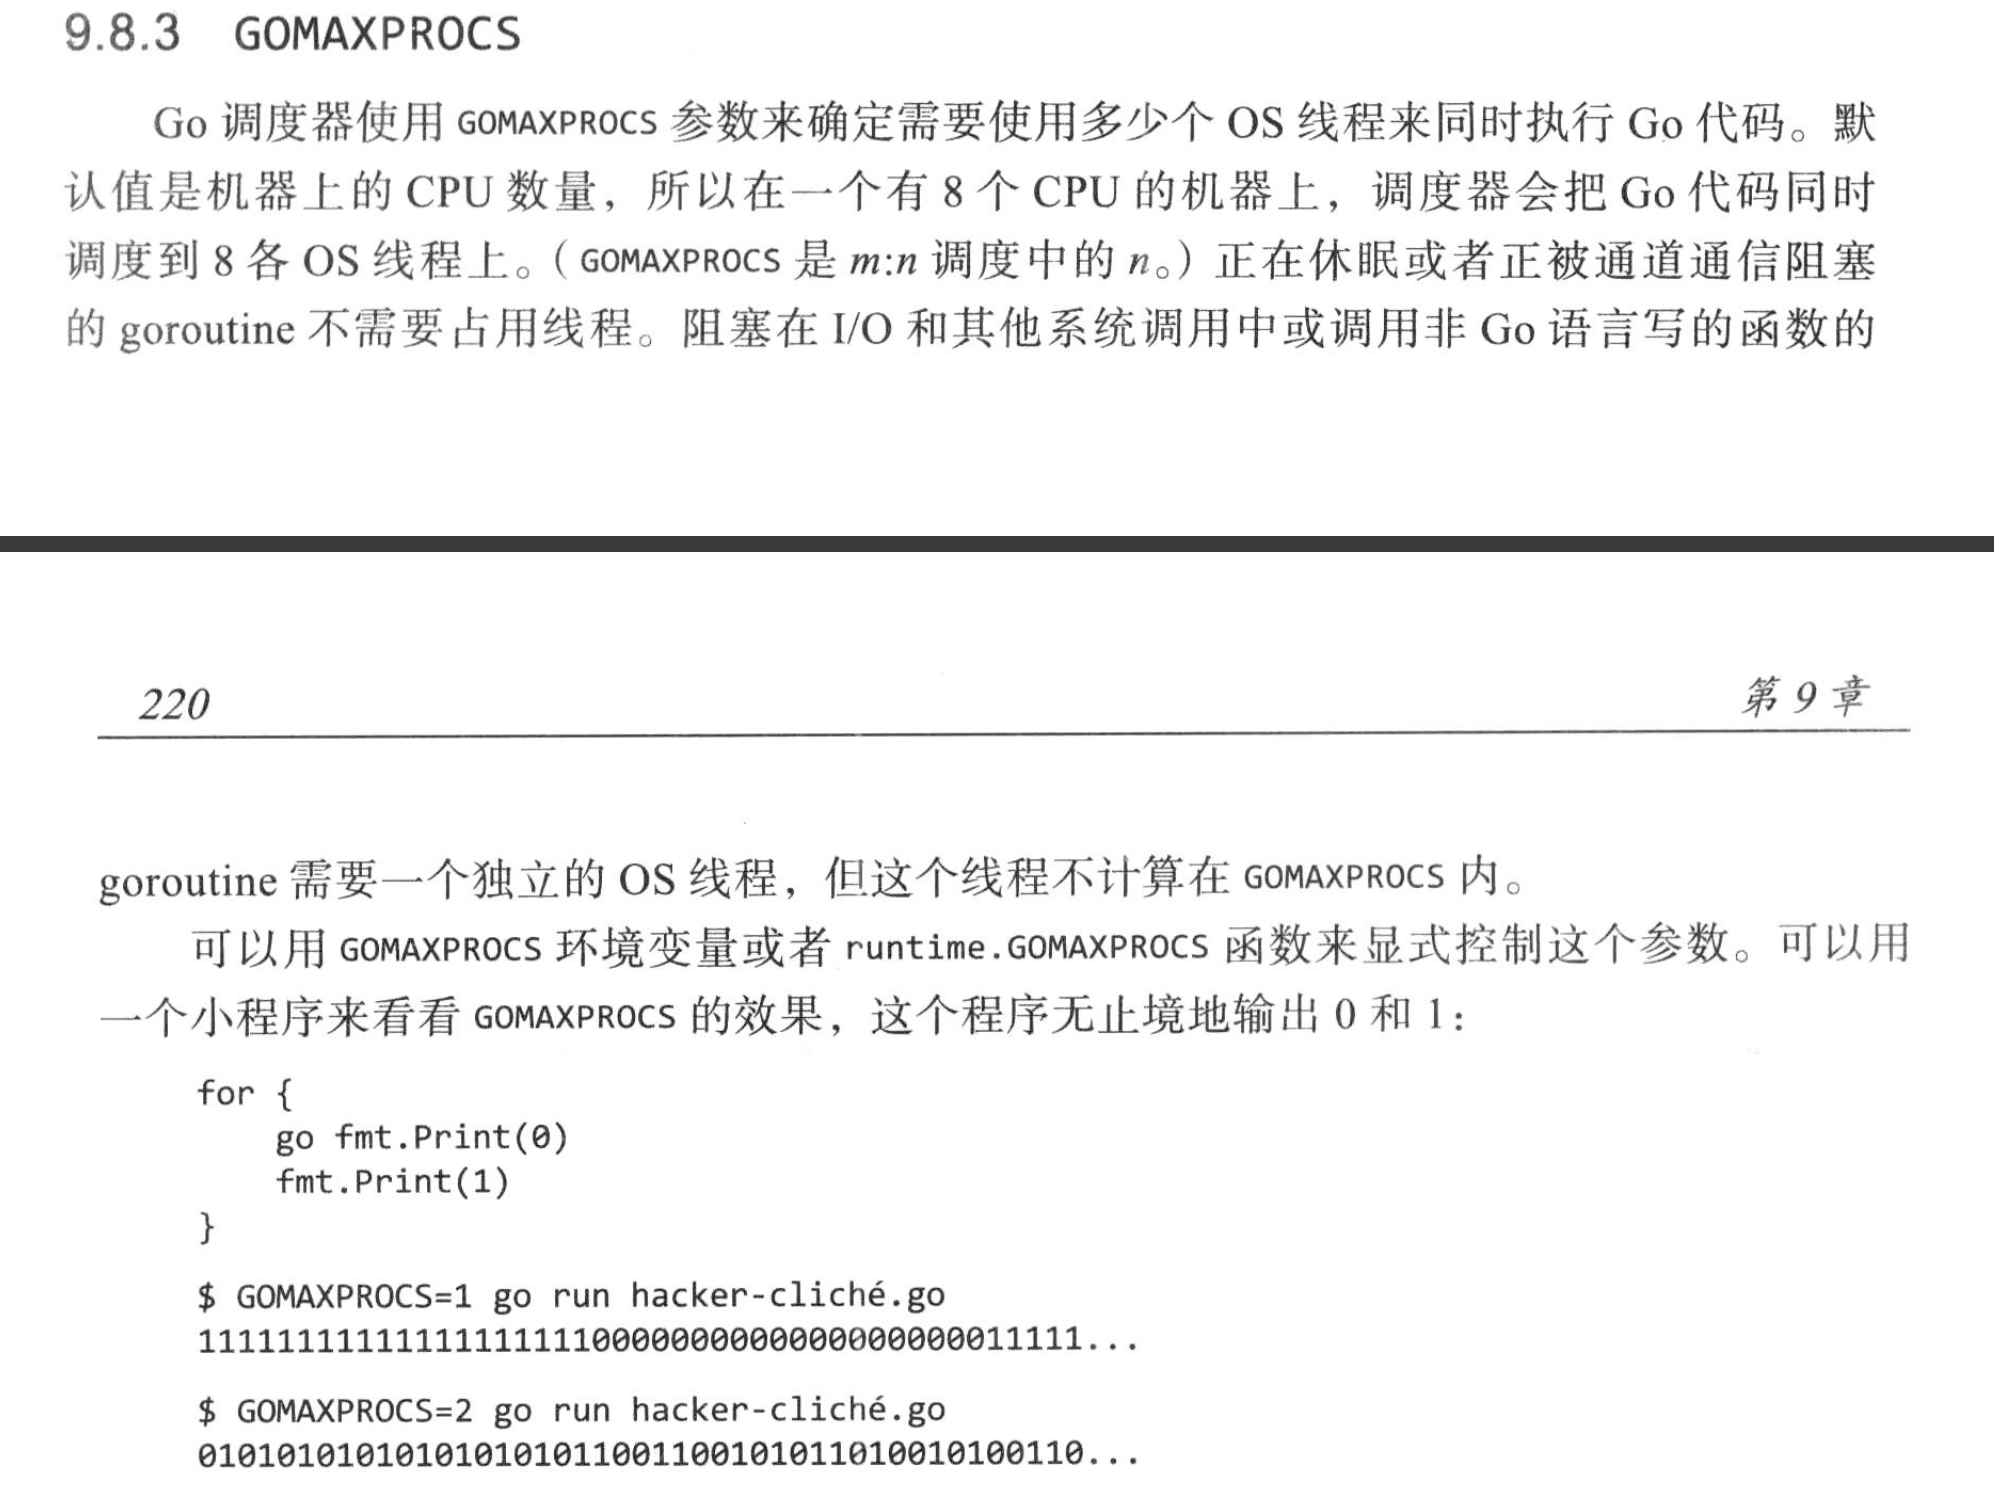 9.8.3 GOMAXPROCS
Go 调度器使用 GOMAXPROCS 参数来确定需要使用多少个 OS 线程来同时执行 Go 代码。默
认值是机器上的 CPU 数量，所以在一个有 8 个 CPU 的机器上，调度器会把 Go 代码同时
调度到 8 各 OS 线程上。（GOMAXPROCS 是 m:n 调度中的 n。）正在休眠或者正被通道通信阻塞
的 goroutine 不需要占用线程。阻塞在 I/O 和其他系统调用中或调用非 Go 语言写的函数的
220 第 9 章
goroutine 需要一个独立的 OS 线程，但这个线程不计算在 GOMAXPROCS 内。
可以用 GOMAXPROCS 环境变量或者 runtime.GOMAXPROCS 函数来显式控制这个参数。可以用
一个小程序来看看 GOMAXPROCS 的效果，这个程序无止境地输出 0 和 1：
for {
    go fmt.Print(0)
    fmt.Print(1)
}
$ GOMAXPROCS=1 go run hacker-cliché.go
111111111111111111110000000000000000000011111...
$ GOMAXPROCS=2 go run hacker-cliché.go
010101010101010101011001100101011010010100110...